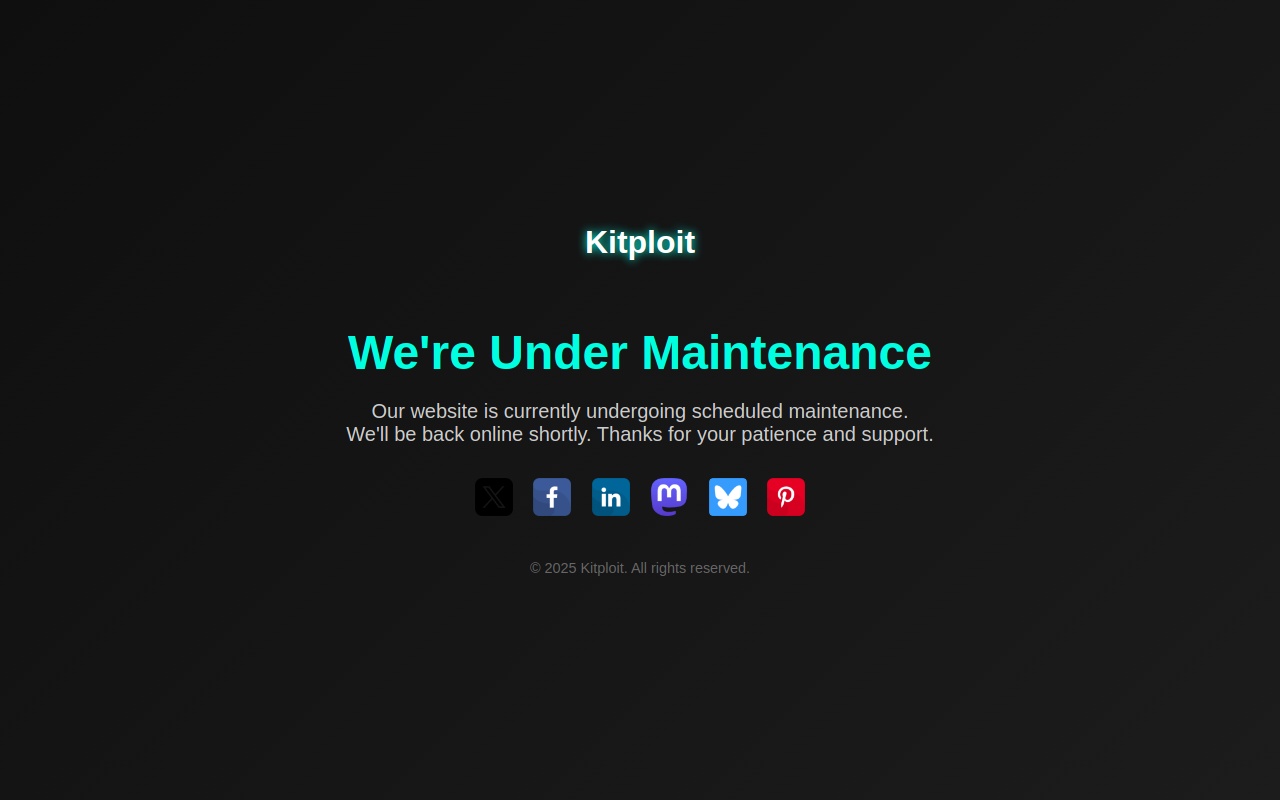 Kitploit
We're Under Maintenance
Our website is currently undergoing scheduled maintenance.
We'll be back online shortly. Thanks for your patience and support.
© 2025 Kitploit. All rights reserved.